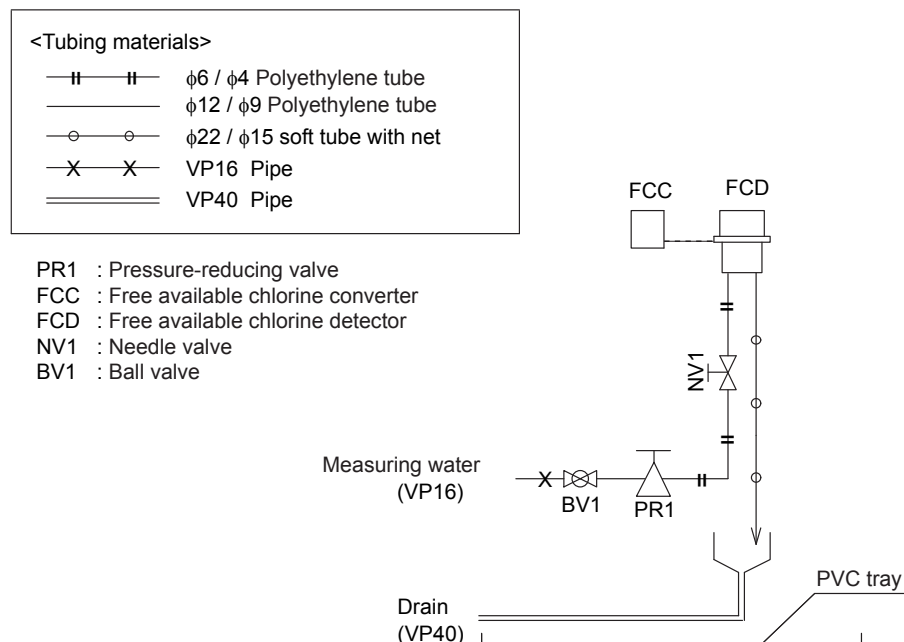 <Tubing materials>
ϕ6 / ϕ4 Polyethylene tube
ϕ12 / ϕ9 Polyethylene tube
ϕ22 / ϕ15 soft tube with net
VP16 Pipe
VP40 Pipe
PR1 : Pressure-reducing valve
FCC : Free available chlorine converter
FCD : Free available chlorine detector
NV1 : Needle valve
BV1 : Ball valve
FCC
FCD
NV1
Measuring water
(VP16)
BV1
PR1
PVC tray
Drain
(VP40)